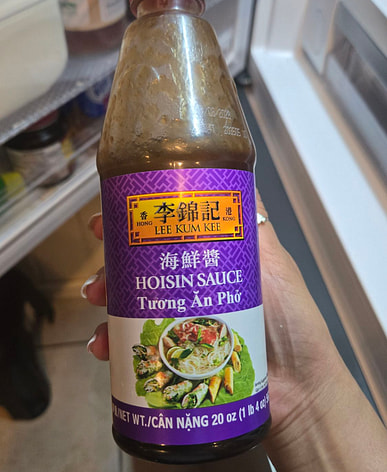 香 李錦記 港
HONG LEE KUM KEE KONG
海鮮醬
HOISIN SAUCE
Tương Ăn Phở
NET WT./CÂN NẶNG 20 oz (1 lb 4 oz)